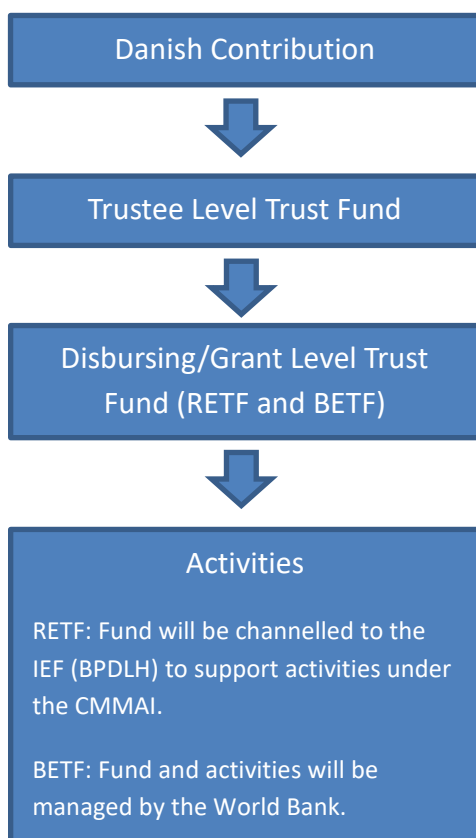 Danish Contribution
Trustee Level Trust Fund
Disbursing/Grant Level Trust
Fund (RETF and BETF)
Activities
RETF: Fund will be channelled to the
IEF (BPDLH) to support activities under
the CMMAI.
BETF: Fund and activities will be
managed by the World Bank.